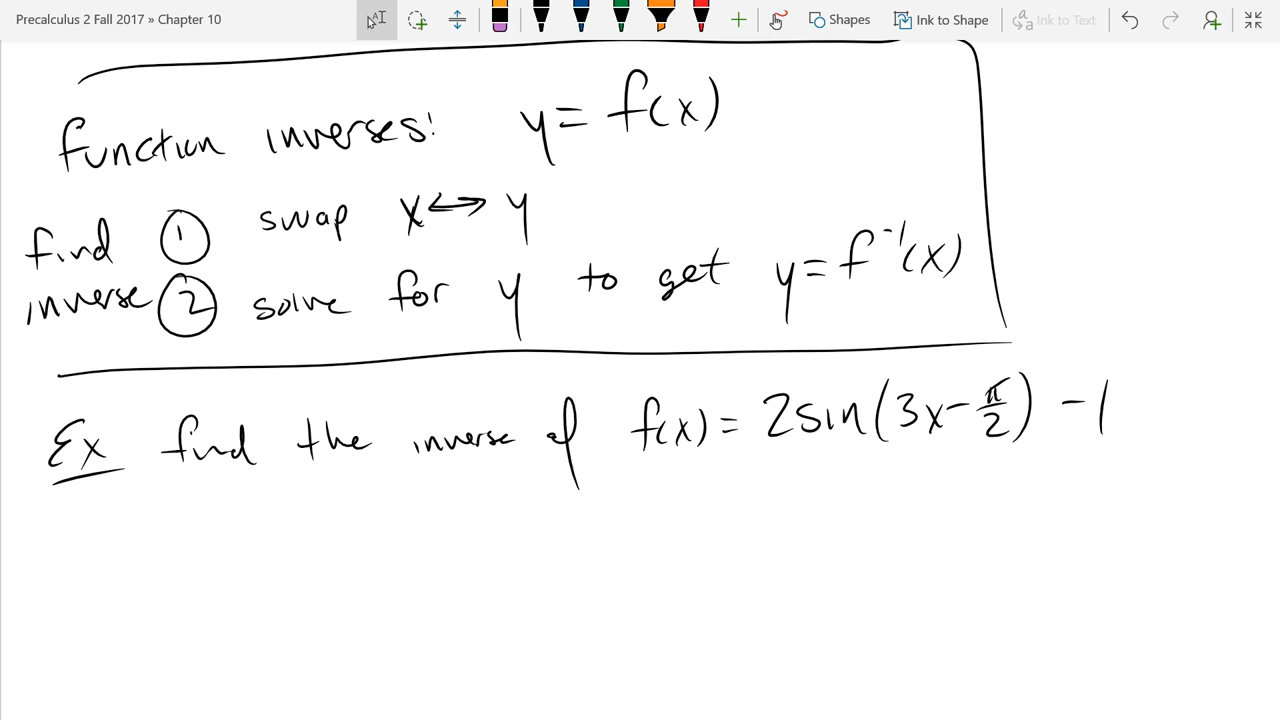 Precalculus 2 Fall 2017 » Chapter 10
Shapes
Ink to Shape
Ink to Text
function inverses: y = f(x)
find ① swap x ↔ y
inverse ② solve for y to get y = f⁻¹(x)
Ex find the inverse of f(x) = 2sin(3x - π/2) - 1